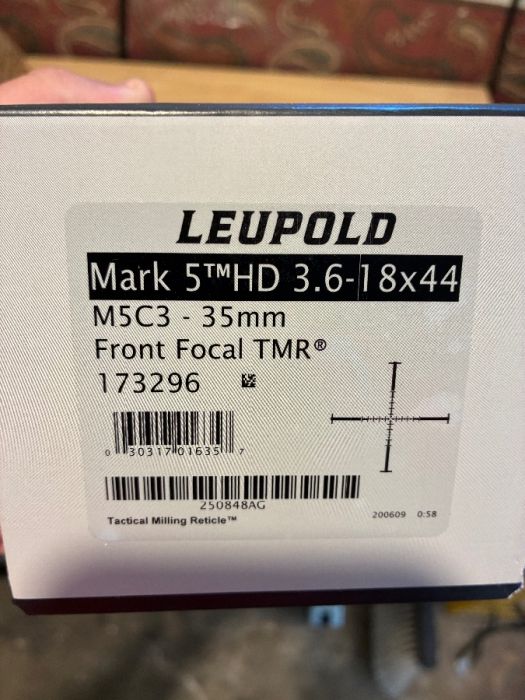 LEUPOLD
Mark 5™HD 3.6-18x44
M5C3 - 35mm
Front Focal TMR®
173296
0 30317 01635 7
250848AG
Tactical Milling Reticle™
200609 0:58